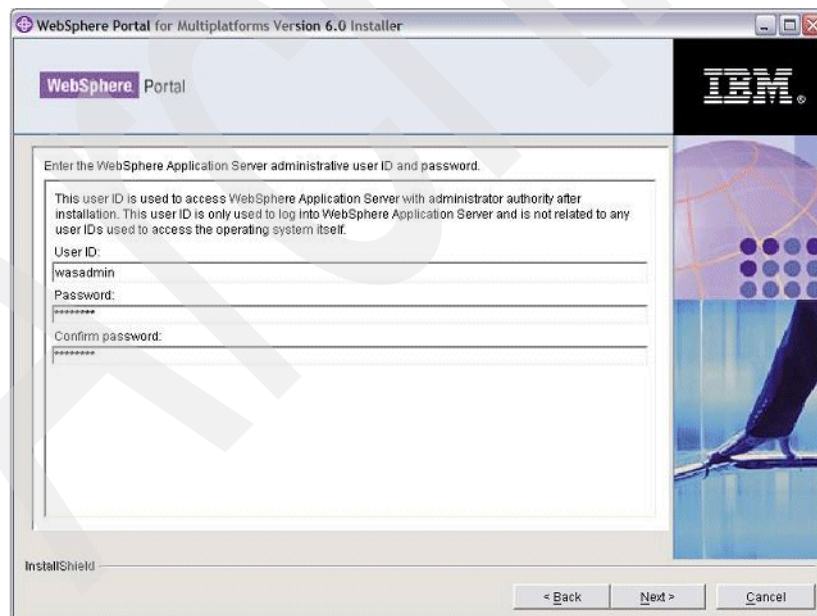 WebSphere Portal for Multiplatforms Version 6.0 Installer
WebSphere Portal
IBM®
Enter the WebSphere Application Server administrative user ID and password.
This user ID is used to access WebSphere Application Server with administrator authority after
installation. This user ID is only used to log into WebSphere Application Server and is not related to any
user IDs used to access the operating system itself.
User ID:
wasadmin
Password:
********
Confirm password:
********
InstallShield
< Back
Next >
Cancel